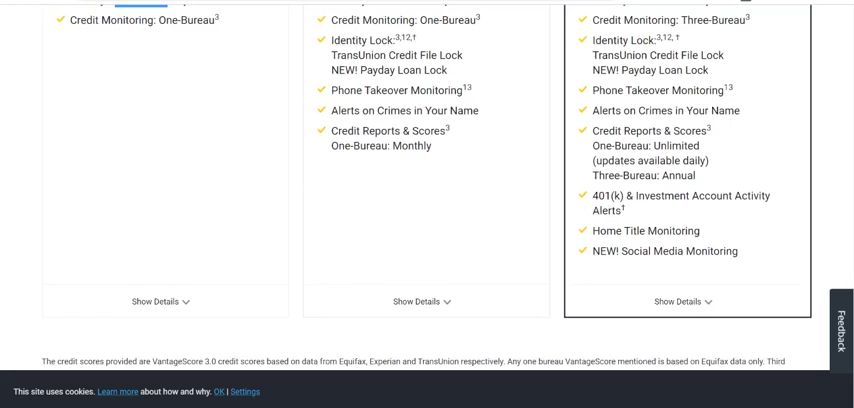 Credit Monitoring: One-Bureau3
Credit Monitoring: One-Bureau3
Identity Lock:3,12,†
TransUnion Credit File Lock
NEW! Payday Loan Lock
Phone Takeover Monitoring13
Alerts on Crimes in Your Name
Credit Reports & Scores3
One-Bureau: Monthly
Credit Monitoring: Three-Bureau3
Identity Lock:3,12, †
TransUnion Credit File Lock
NEW! Payday Loan Lock
Phone Takeover Monitoring13
Alerts on Crimes in Your Name
Credit Reports & Scores3
One-Bureau: Unlimited
(updates available daily)
Three-Bureau: Annual
401(k) & Investment Account Activity
Alerts†
Home Title Monitoring
NEW! Social Media Monitoring
Show Details
Show Details
Show Details
Feedback
The credit scores provided are VantageScore 3.0 credit scores based on data from Equifax, Experian and TransUnion respectively. Any one bureau VantageScore mentioned is based on Equifax data only. Third
This site uses cookies. Learn more about how and why. OK | Settings